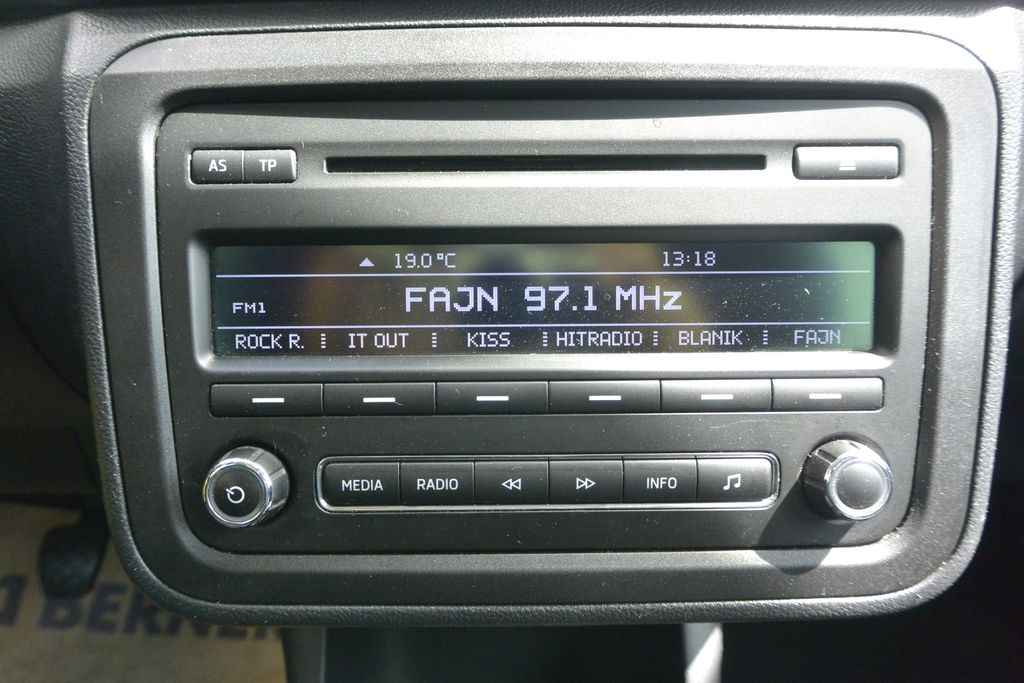 AS TP
19.0 °C 13:18
FM1 FAJN 97.1 MHz
ROCK R. IT OUT KISS HITRADIO BLANIK FAJN
MEDIA RADIO INFO
BERNER